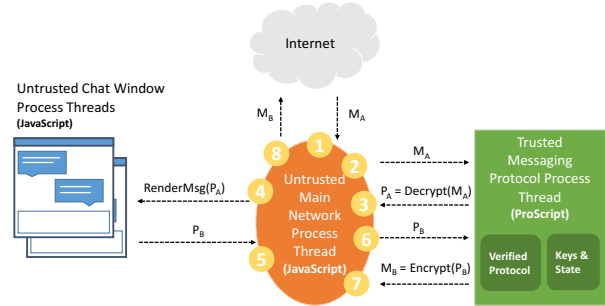 Internet
Untrusted Chat Window
Process Threads
(JavaScript)
M_B
M_A
1
8
2
M_A
Trusted
Messaging
Protocol Process
Thread
(ProScript)
RenderMsg(P_A)
4
Untrusted
Main
Network
Process
Thread
(JavaScript)
3
P_A = Decrypt(M_A)
P_B
5
6
P_B
7
M_B = Encrypt(P_B)
Verified
Protocol
Keys &
State